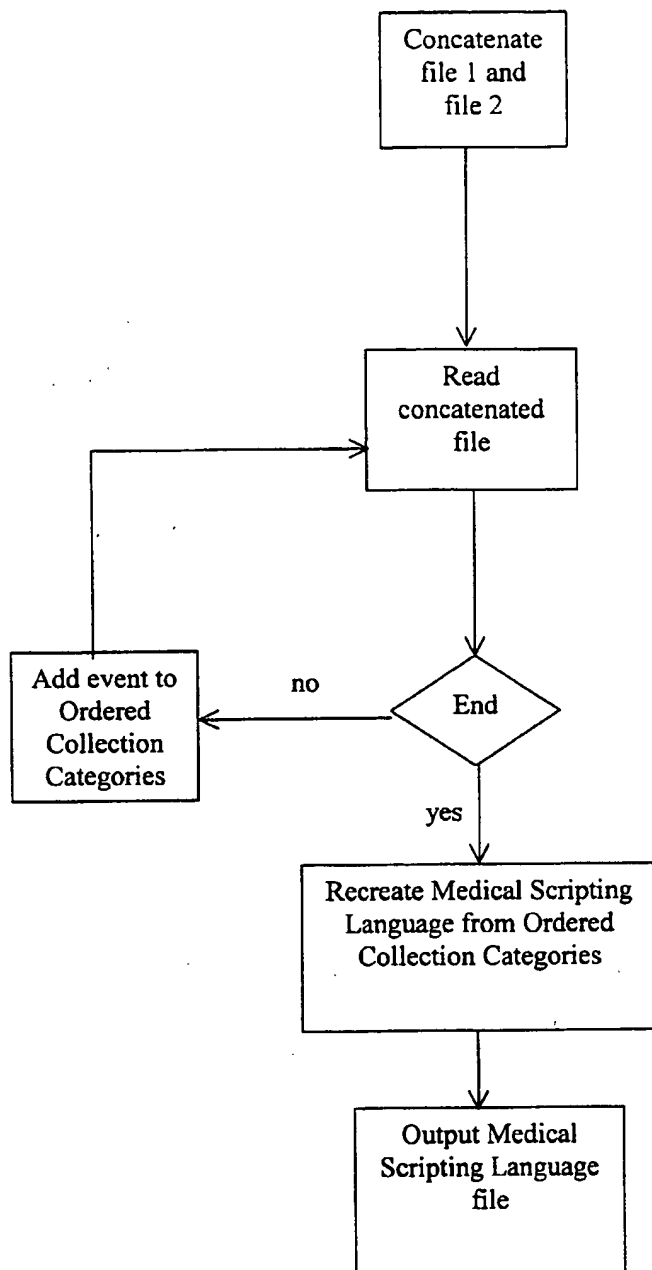 Concatenate
file 1 and
file 2
Read
concatenated
file
Add event to
Ordered
Collection
Categories
no
End
yes
Recreate Medical Scripting
Language from Ordered
Collection Categories
Output Medical
Scripting Language
file